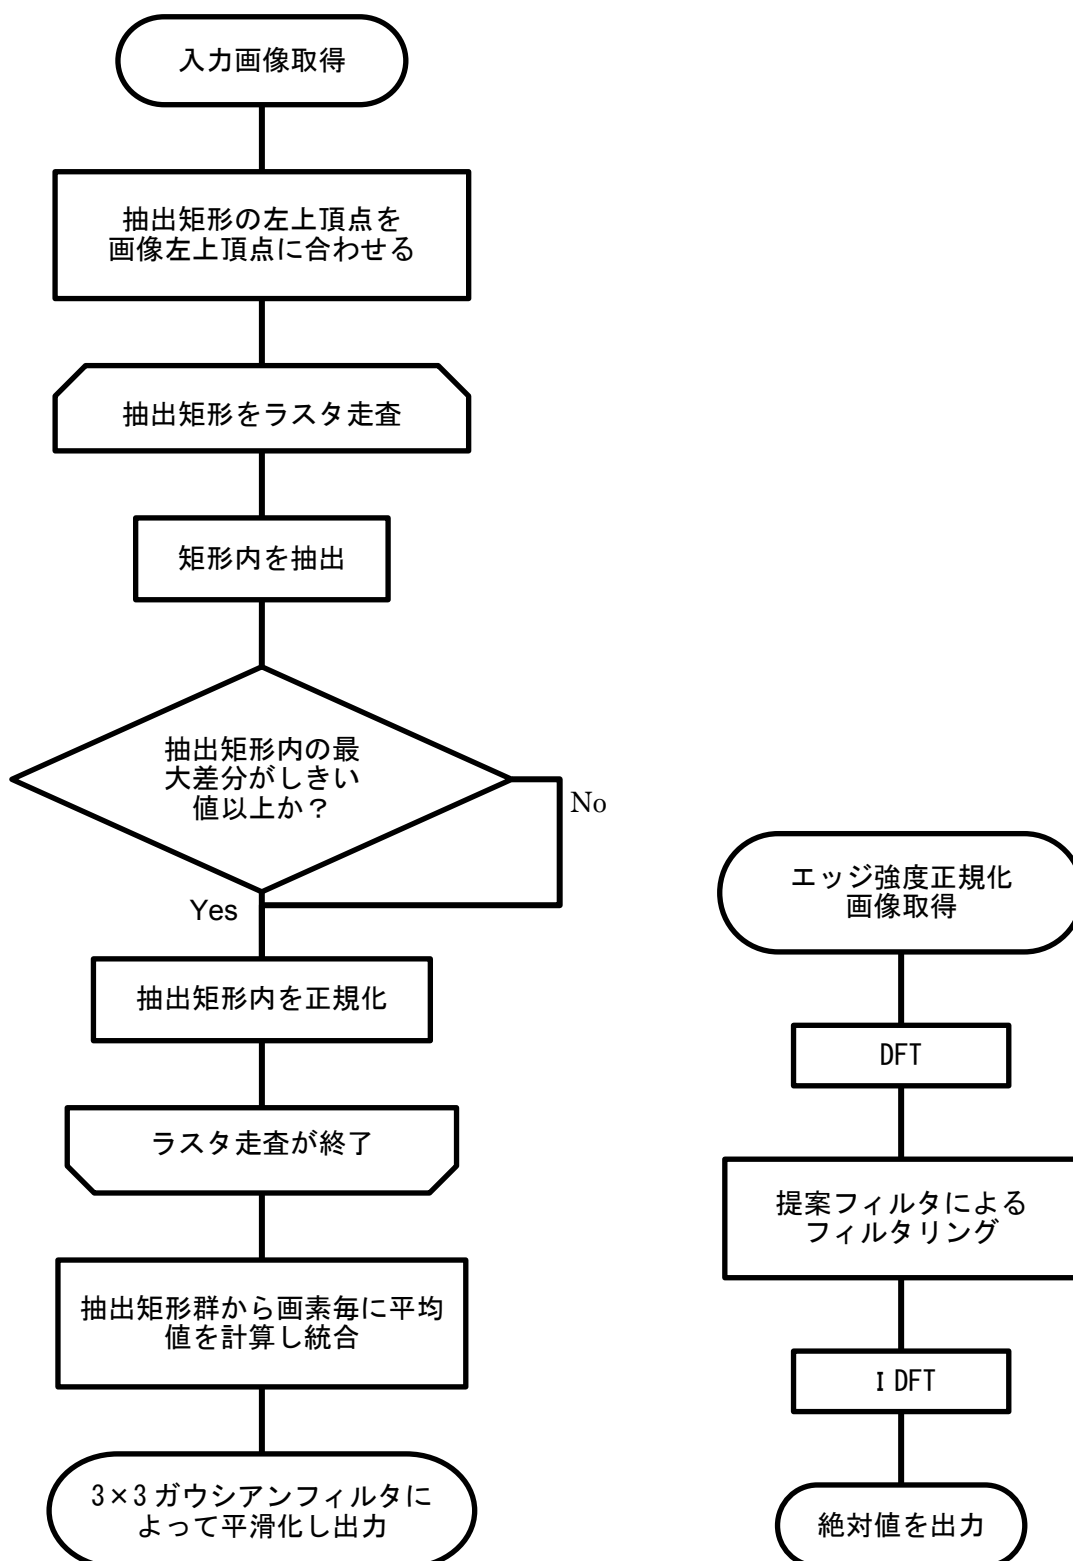 入力画像取得
抽出矩形の左上頂点を
画像左上頂点に合わせる
抽出矩形をラスタ走査
矩形内を抽出
抽出矩形内の最
大差分がしきい
値以上か？
No
Yes
抽出矩形内を正規化
ラスタ走査が終了
抽出矩形群から画素毎に平均
値を計算し統合
3×3ガウシアンフィルタに
よって平滑化し出力
エッジ強度正規化
画像取得
DFT
提案フィルタによる
フィルタリング
IDFT
絶対値を出力